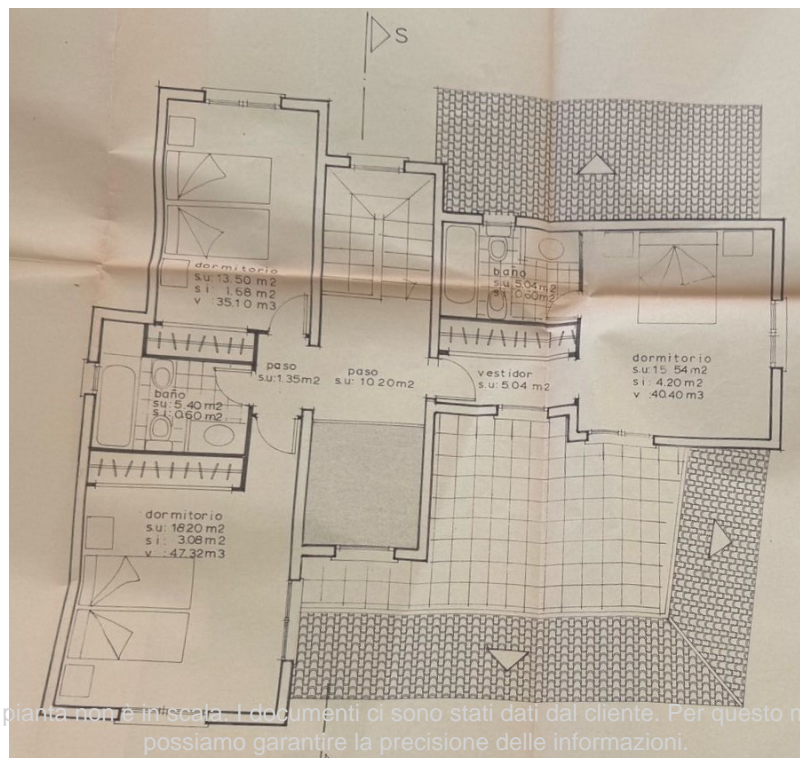 S
dormitorio
s.u: 13.50 m2
s i : 1.68 m2
v : 35.10 m3
baño
s.u: 5.04 m2
s i : 0.60 m2
paso
s.u: 1.35 m2
paso
s.u: 10.20 m2
vestidor
s.u: 5.04 m2
dormitorio
s.u: 15.54 m2
s i : 4.20 m2
v : 40.40 m3
baño
s.u: 5.40 m2
s i : 0.60 m2
dormitorio
s.u: 18.20 m2
s i : 3.08 m2
v : 47.32 m3
pianta non è in scala. I documenti ci sono stati dati dal cliente. Per questo
possiamo garantire la precisione delle informazioni.